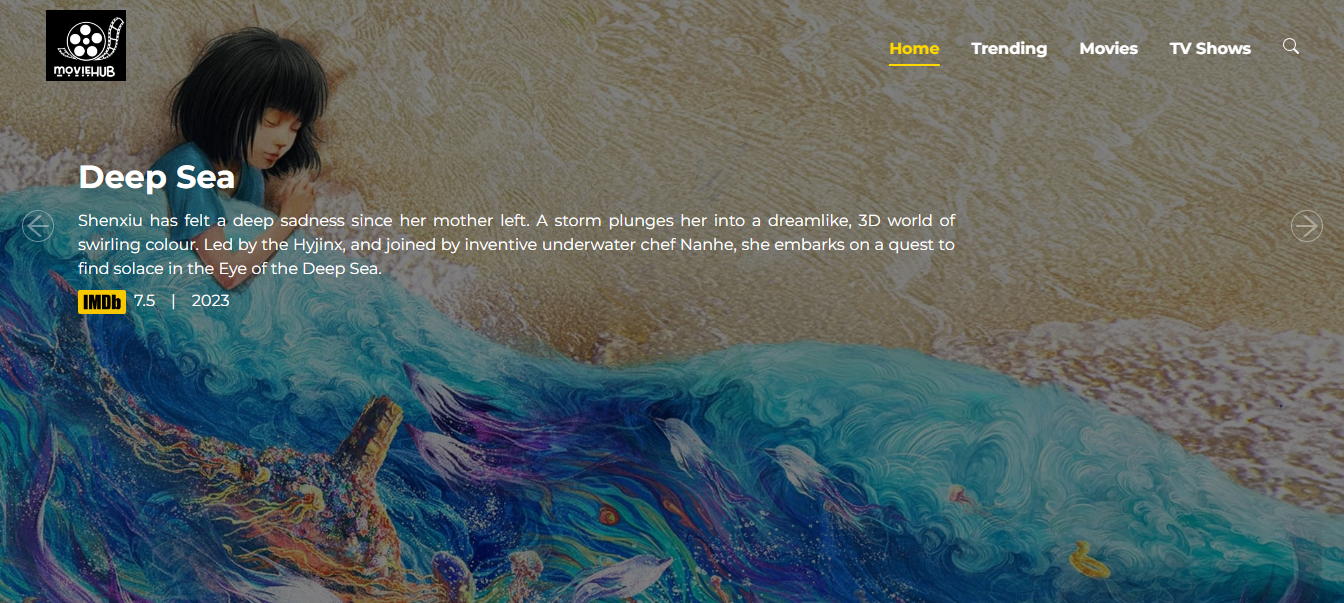 MOVIEHUB
Home Trending Movies TV Shows
Deep Sea
Shenxiu has felt a deep sadness since her mother left. A storm plunges her into a dreamlike, 3D world of
swirling colour. Led by the Hyjinx, and joined by inventive underwater chef Nanhe, she embarks on a quest to
find solace in the Eye of the Deep Sea.
IMDb 7.5 | 2023